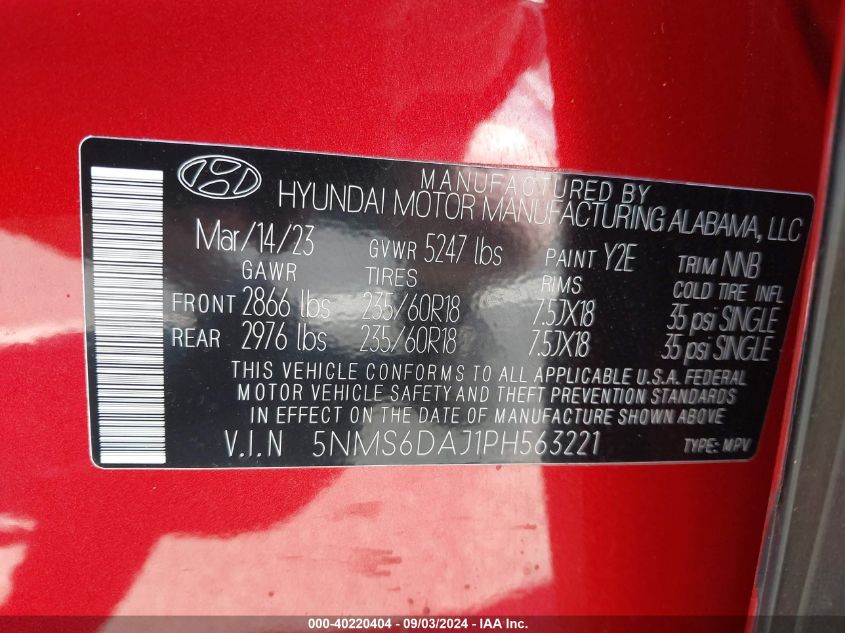 MANUFACTURED BY
HYUNDAI MOTOR MANUFACTURING ALABAMA, LLC
Mar/14/23 GVWR 5247 lbs PAINT Y2E TRIM NNB
GAWR TIRES RIMS COLD TIRE INFL
FRONT 2866 lbs 235/60R18 7.5JX18 35 psi SINGLE
REAR 2976 lbs 235/60R18 7.5JX18 35 psi SINGLE
THIS VEHICLE CONFORMS TO ALL APPLICABLE U.S.A. FEDERAL
MOTOR VEHICLE SAFETY AND THEFT PREVENTION STANDARDS
IN EFFECT ON THE DATE OF MANUFACTURE SHOWN ABOVE
V.I.N 5NMS6DAJ1PH563221 TYPE: MPV
000-40220404 - 09/03/2024 - IAA Inc.